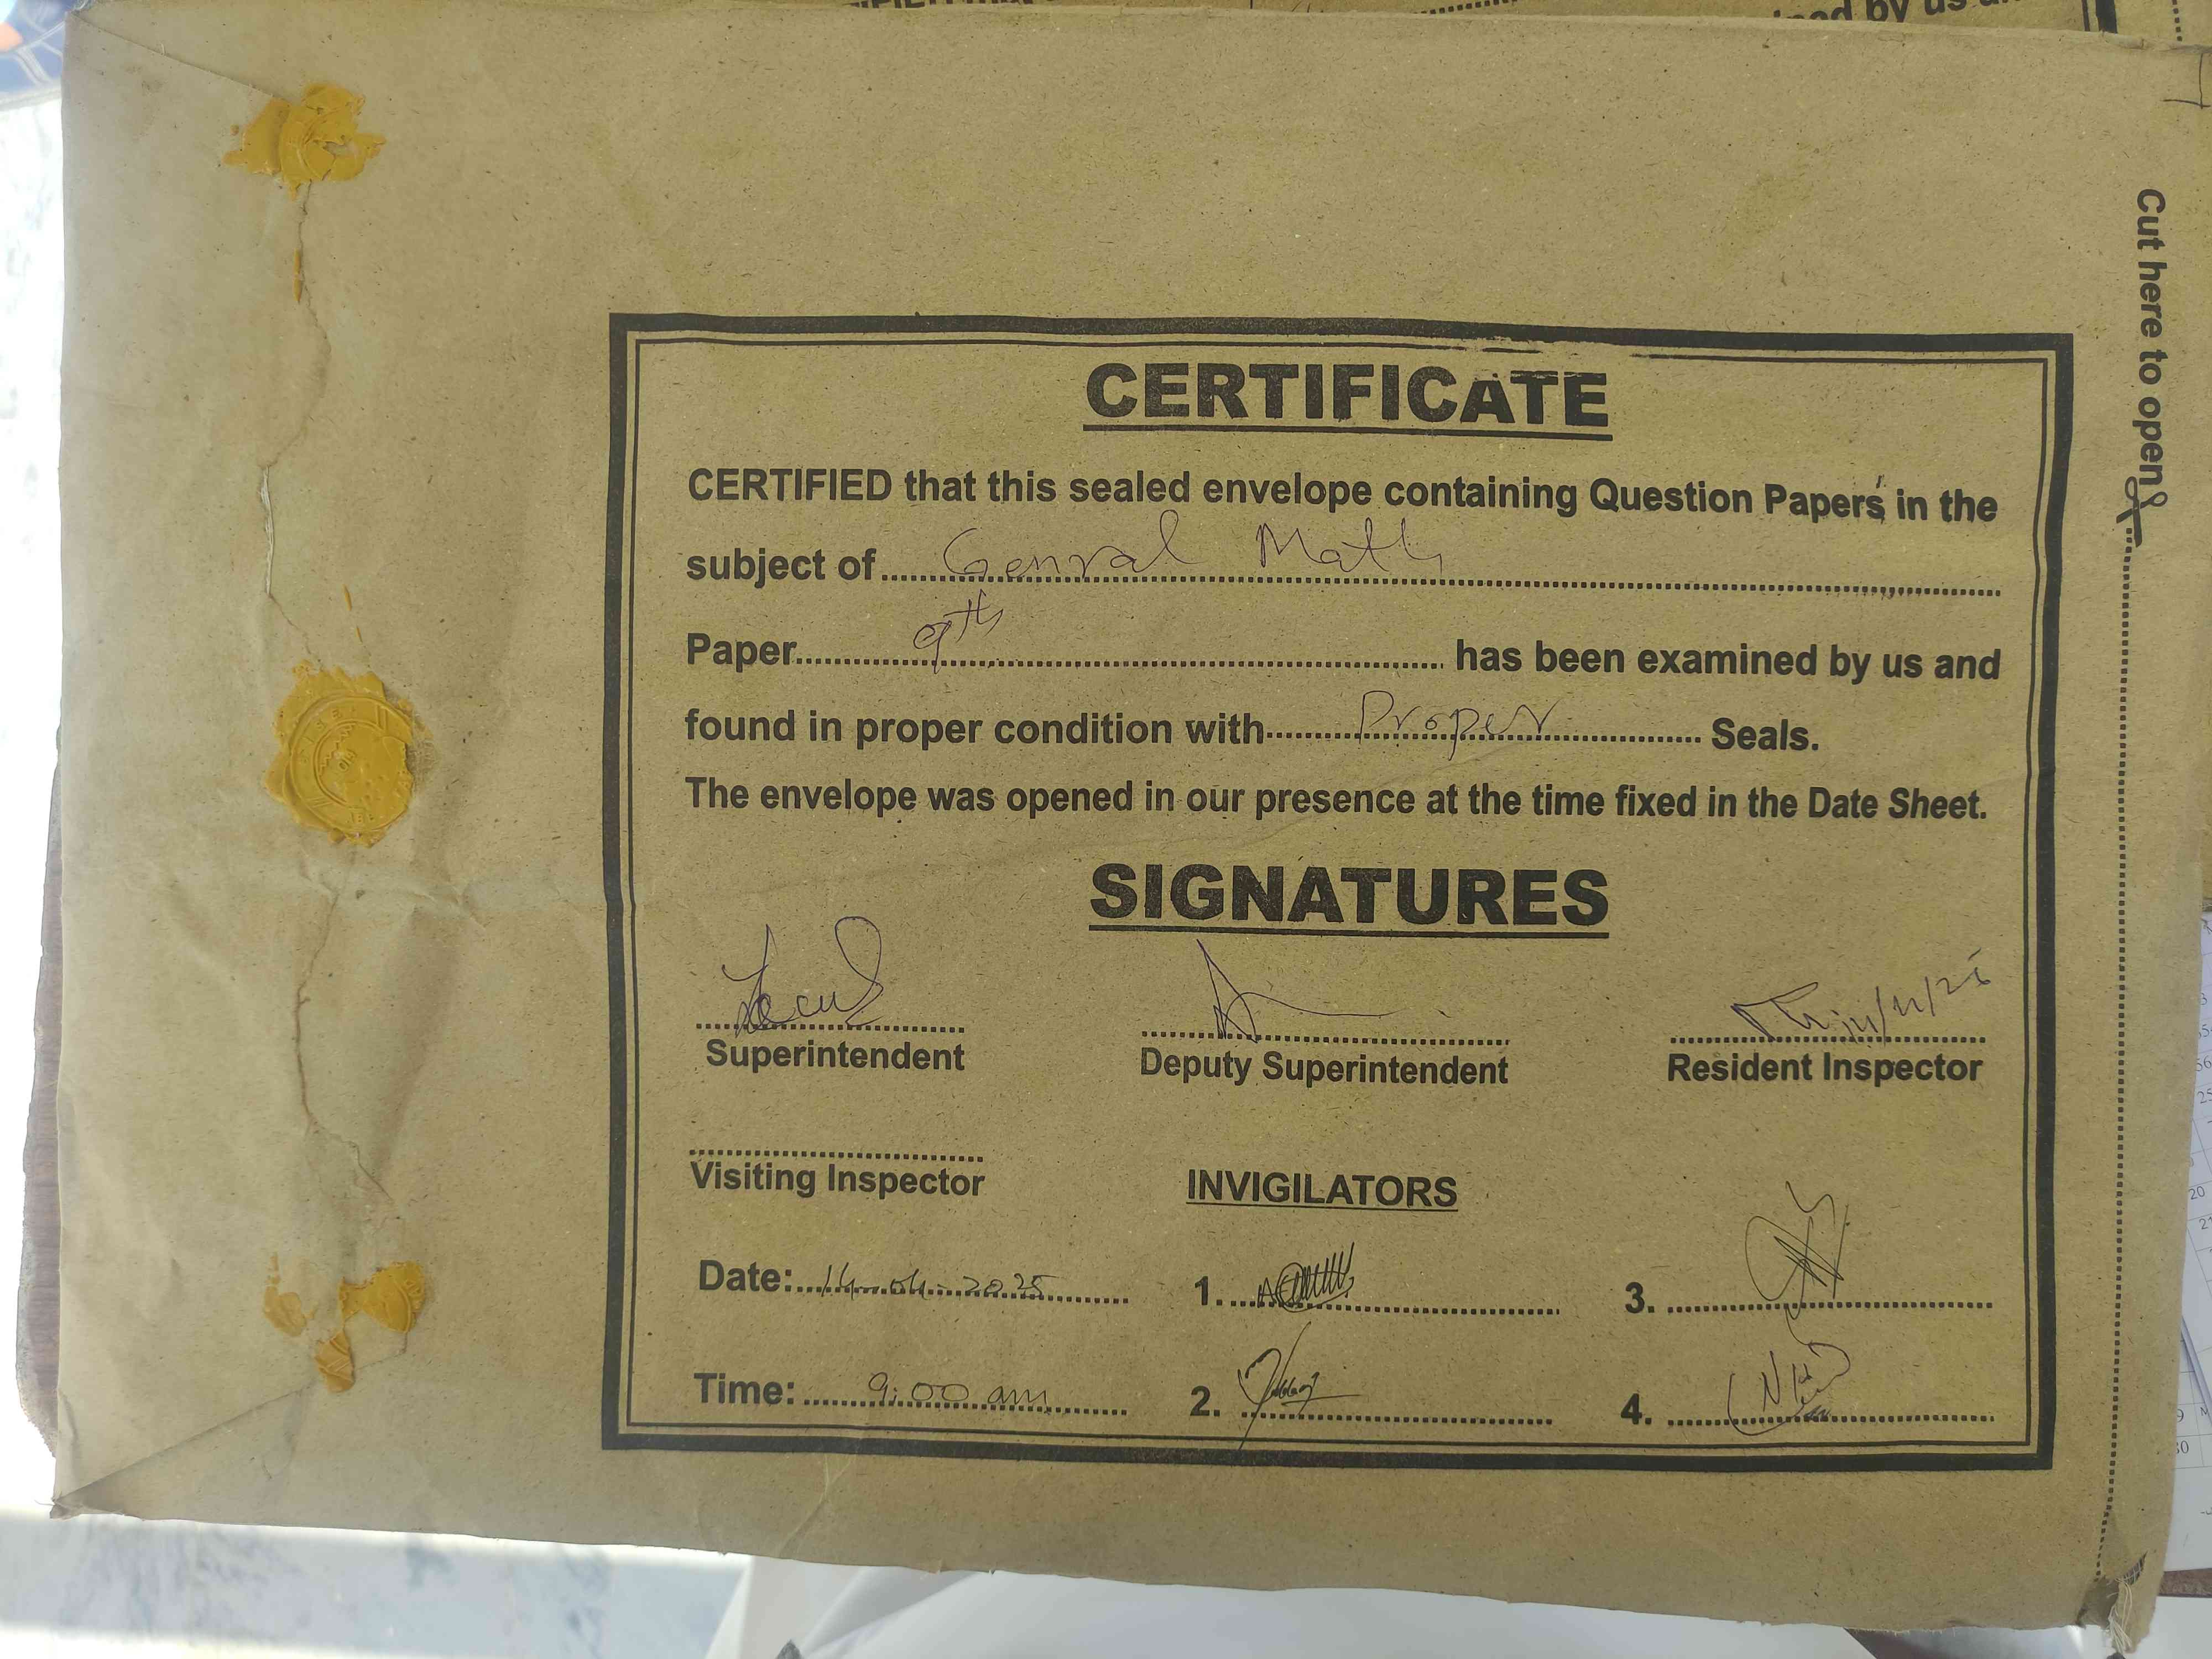 CERTIFICATE
CERTIFIED that this sealed envelope containing Question Papers in the
subject of Genral Math
Paper 9th has been examined by us and
found in proper condition with Proper Seals.
The envelope was opened in our presence at the time fixed in the Date Sheet.
SIGNATURES
Superintendent Deputy Superintendent Resident Inspector
Visiting Inspector INVIGILATORS
Date: 14-04-2025 1. 3.
Time: 9:00 am 2. 4.
Cut here to open